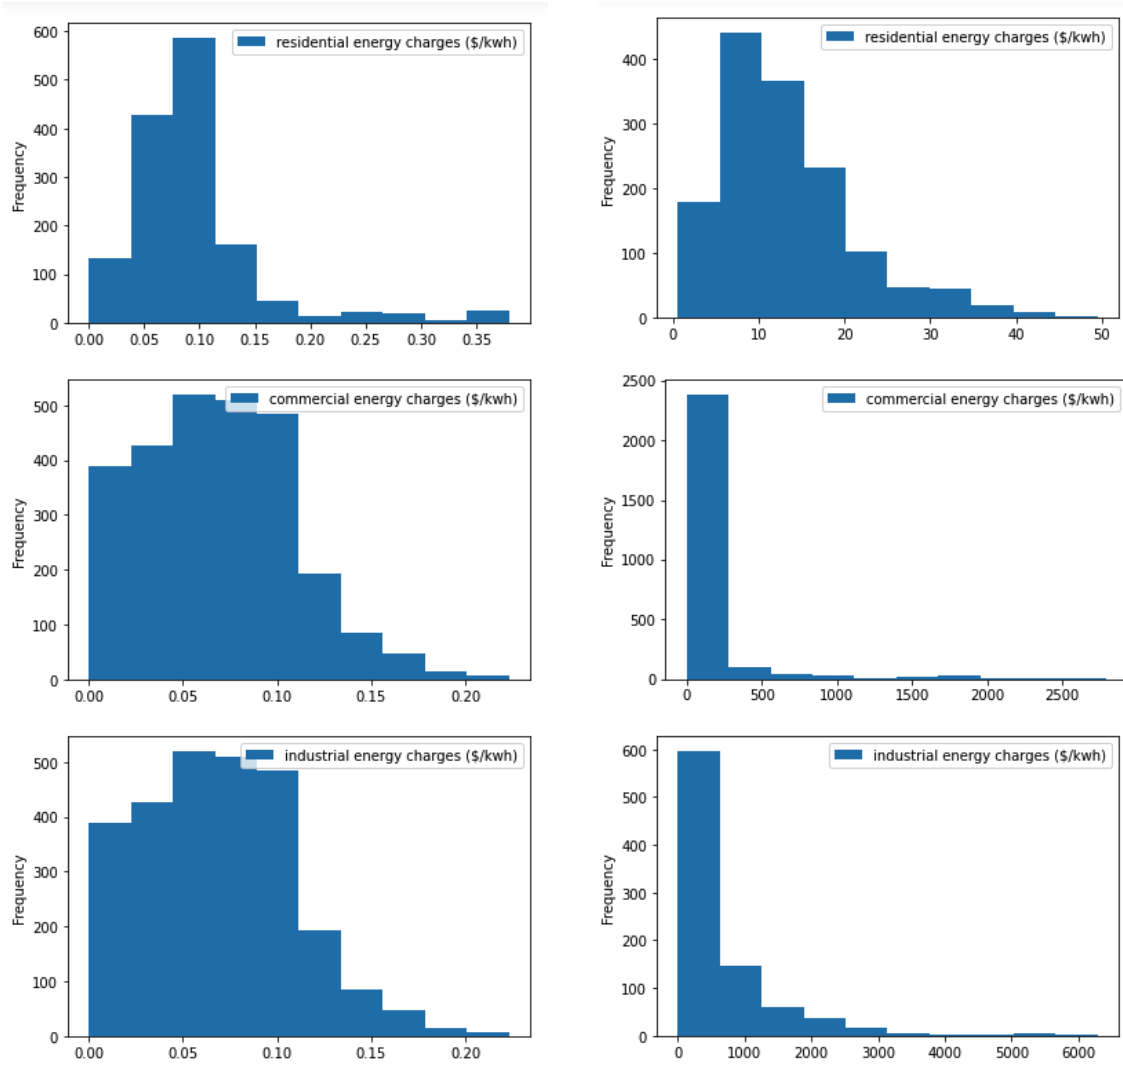 residential energy charges ($/kwh)
600
500
400
300
200
100
0
Frequency
0.00 0.05 0.10 0.15 0.20 0.25 0.30 0.35
residential energy charges ($/kwh)
400
300
200
100
0
Frequency
0 10 20 30 40 50
commercial energy charges ($/kwh)
500
400
300
200
100
0
Frequency
0.00 0.05 0.10 0.15 0.20
commercial energy charges ($/kwh)
2500
2000
1500
1000
500
0
Frequency
0 500 1000 1500 2000 2500
industrial energy charges ($/kwh)
500
400
300
200
100
0
Frequency
0.00 0.05 0.10 0.15 0.20
industrial energy charges ($/kwh)
600
500
400
300
200
100
0
Frequency
0 1000 2000 3000 4000 5000 6000